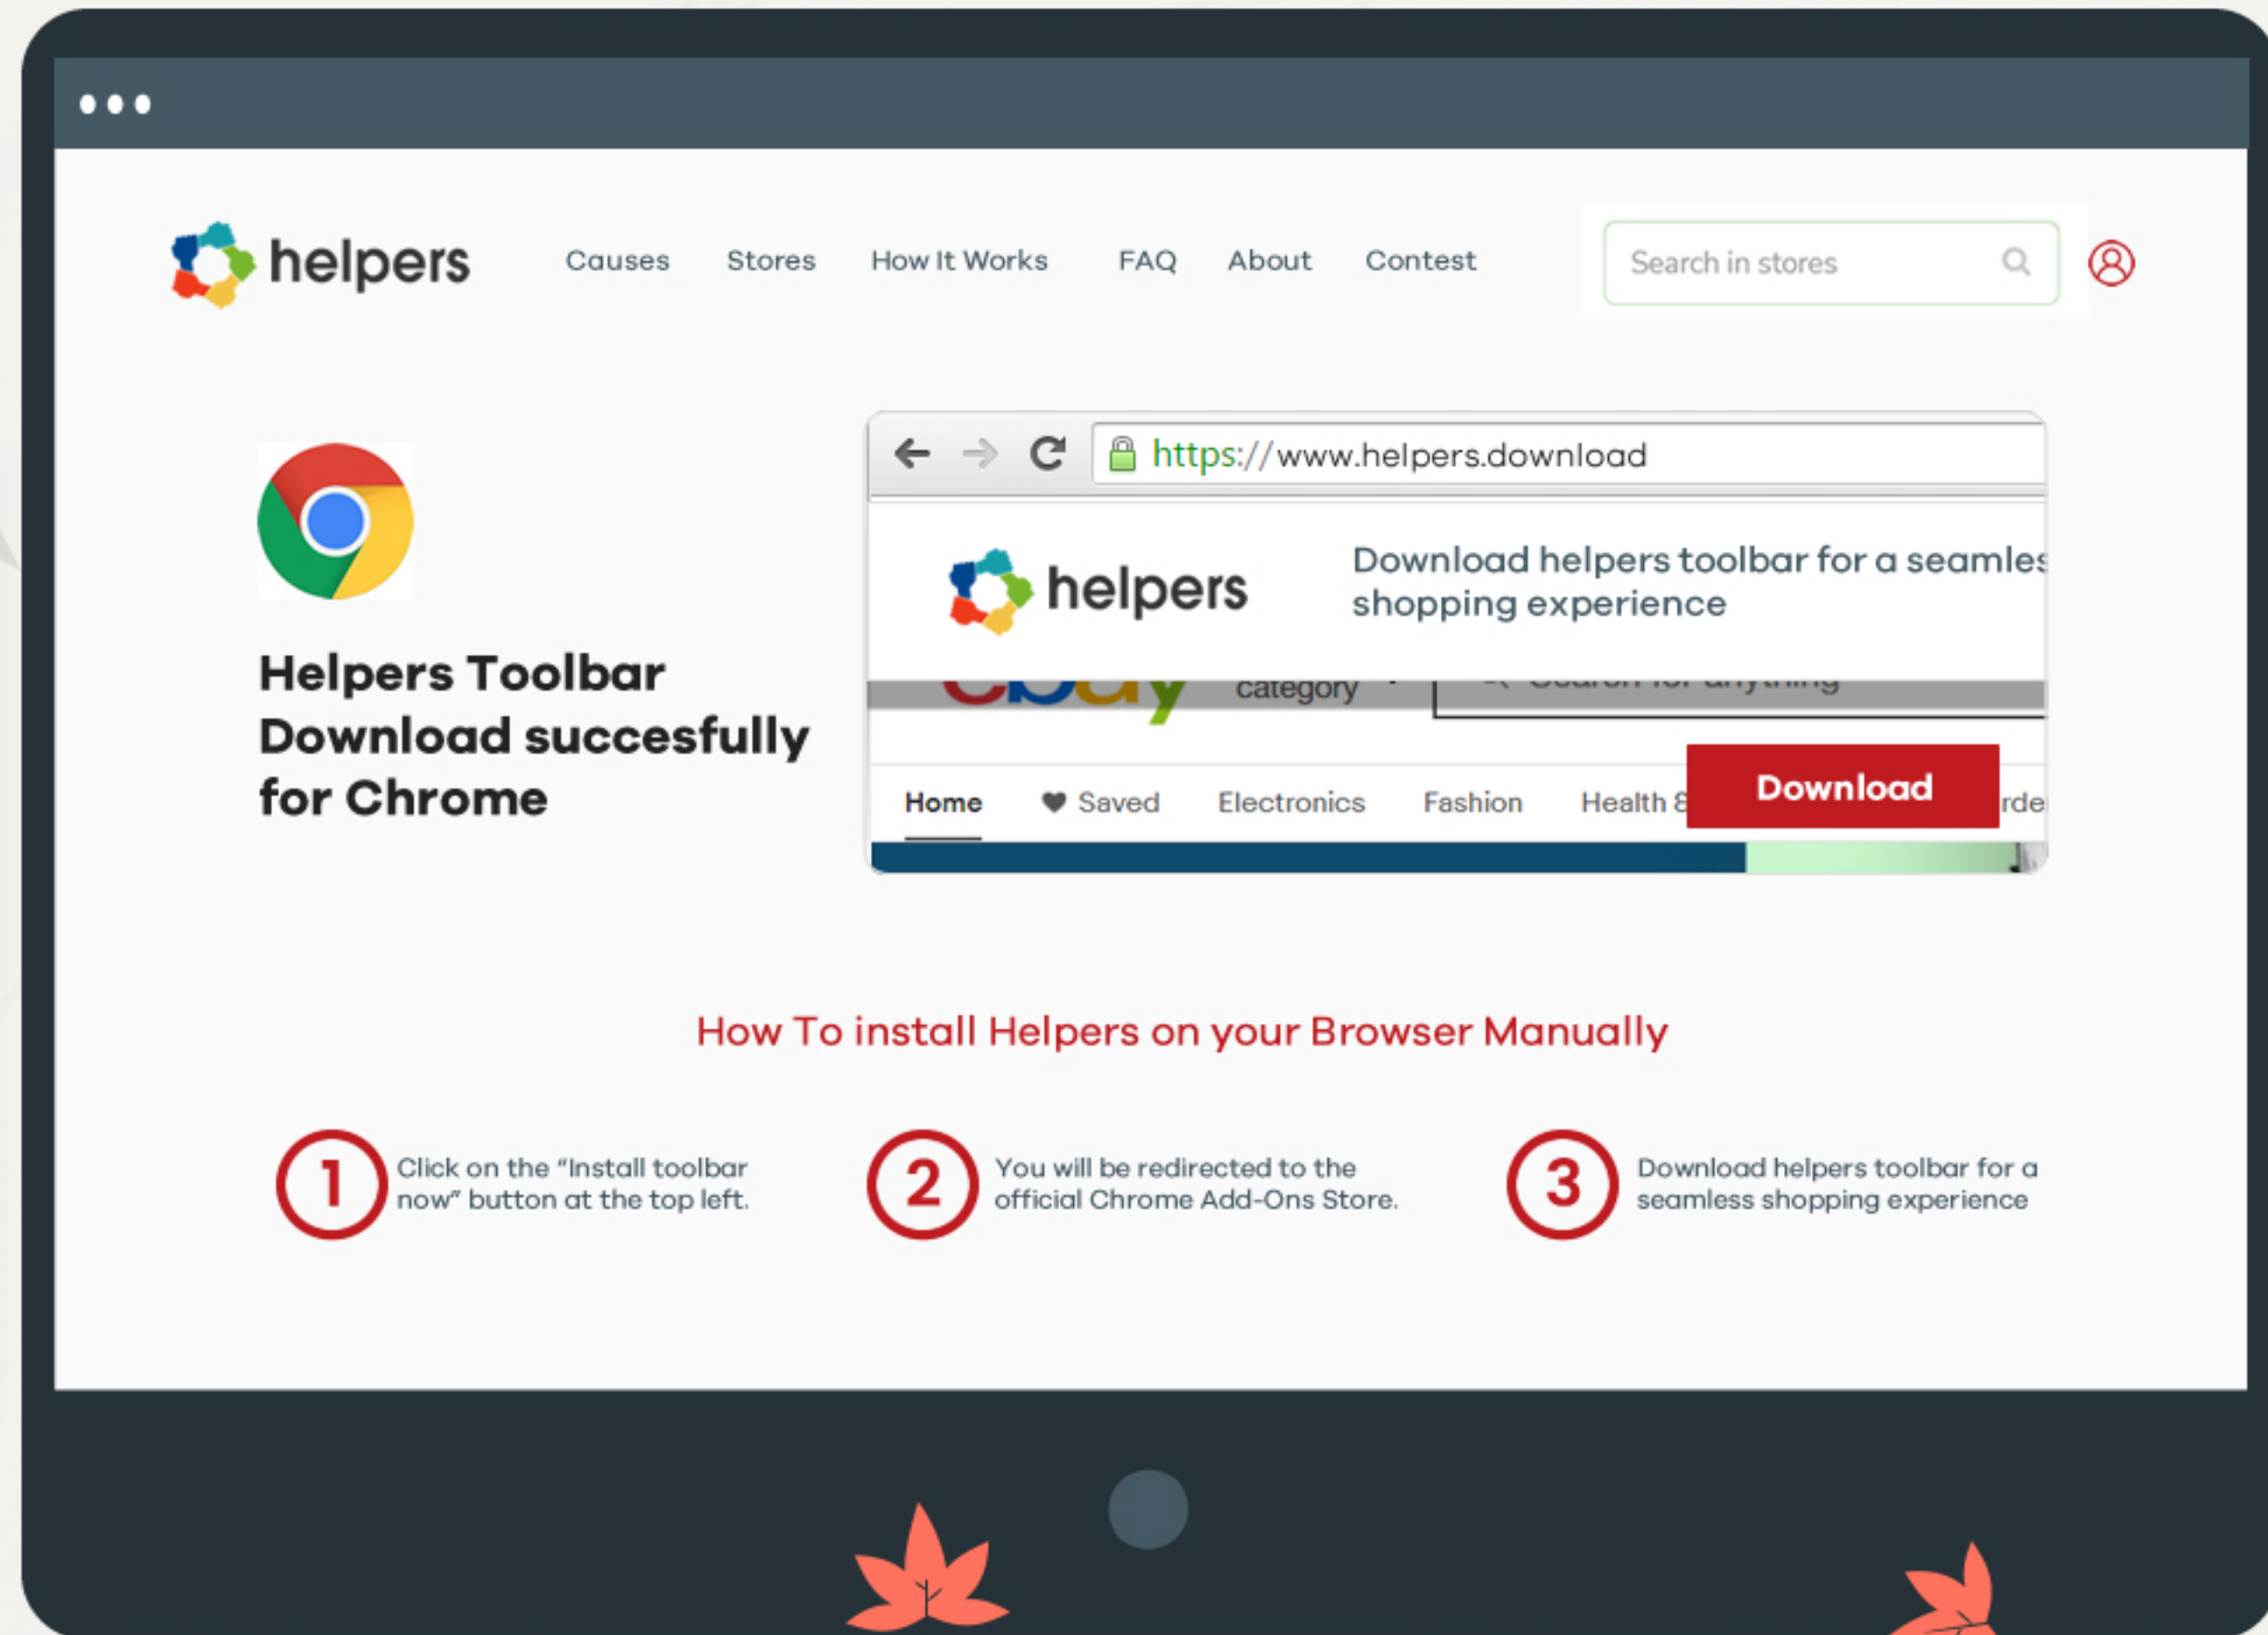 helpers
Causes Stores How It Works FAQ About Contest
Search in stores
Helpers Toolbar
Download succesfully
for Chrome
https://www.helpers.download
helpers
Download helpers toolbar for a seamles
shopping experience
ebay category Search for anything
Home Saved Electronics Fashion Health &
Download
How To install Helpers on your Browser Manually
1
Click on the “Install toolbar
now” button at the top left.
2
You will be redirected to the
official Chrome Add-Ons Store.
3
Download helpers toolbar for a
seamless shopping experience